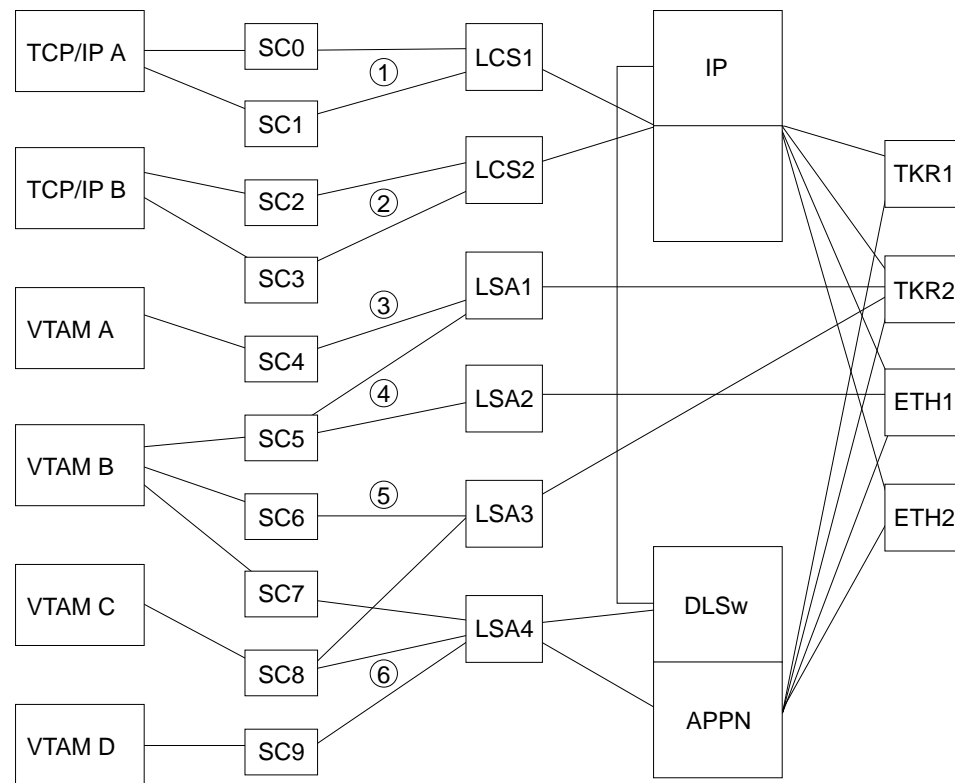 TCP/IP A
SC0
LCS1
IP
1
SC1
TKR1
TCP/IP B
SC2
LCS2
2
SC3
TKR2
VTAM A
3
LSA1
SC4
4
LSA2
ETH1
VTAM B
SC5
5
SC6
LSA3
ETH2
SC7
DLSw
VTAM C
LSA4
SC8
6
APPN
VTAM D
SC9